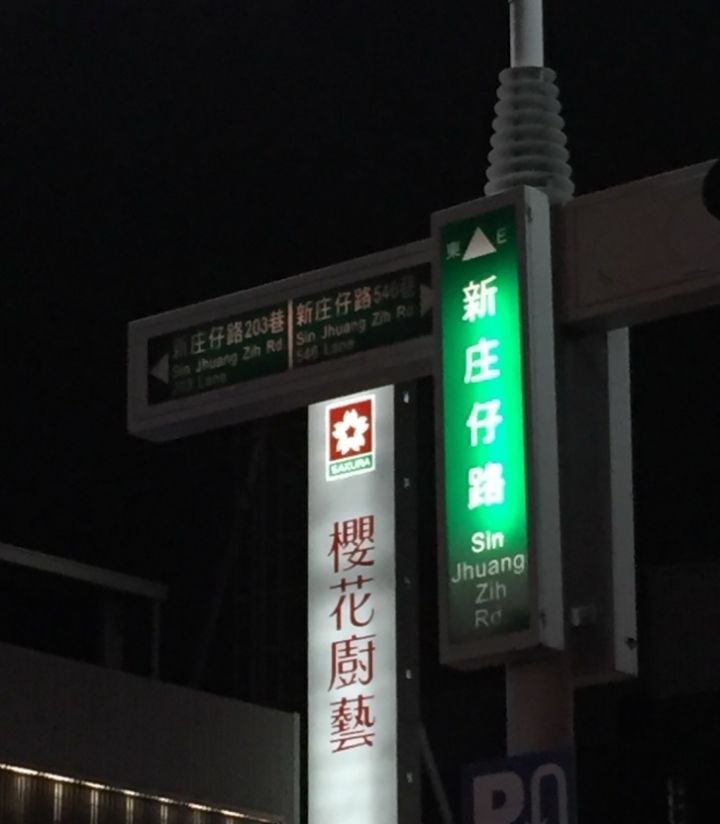 東 E
新庄仔路
Sin
Jhuang
Zih
Rd
新庄仔路203巷
Sin Jhuang Zih Rd
203 Lane
新庄仔路546巷
Sin Jhuang Zih Rd
546 Lane
SAKURA
櫻花廚藝